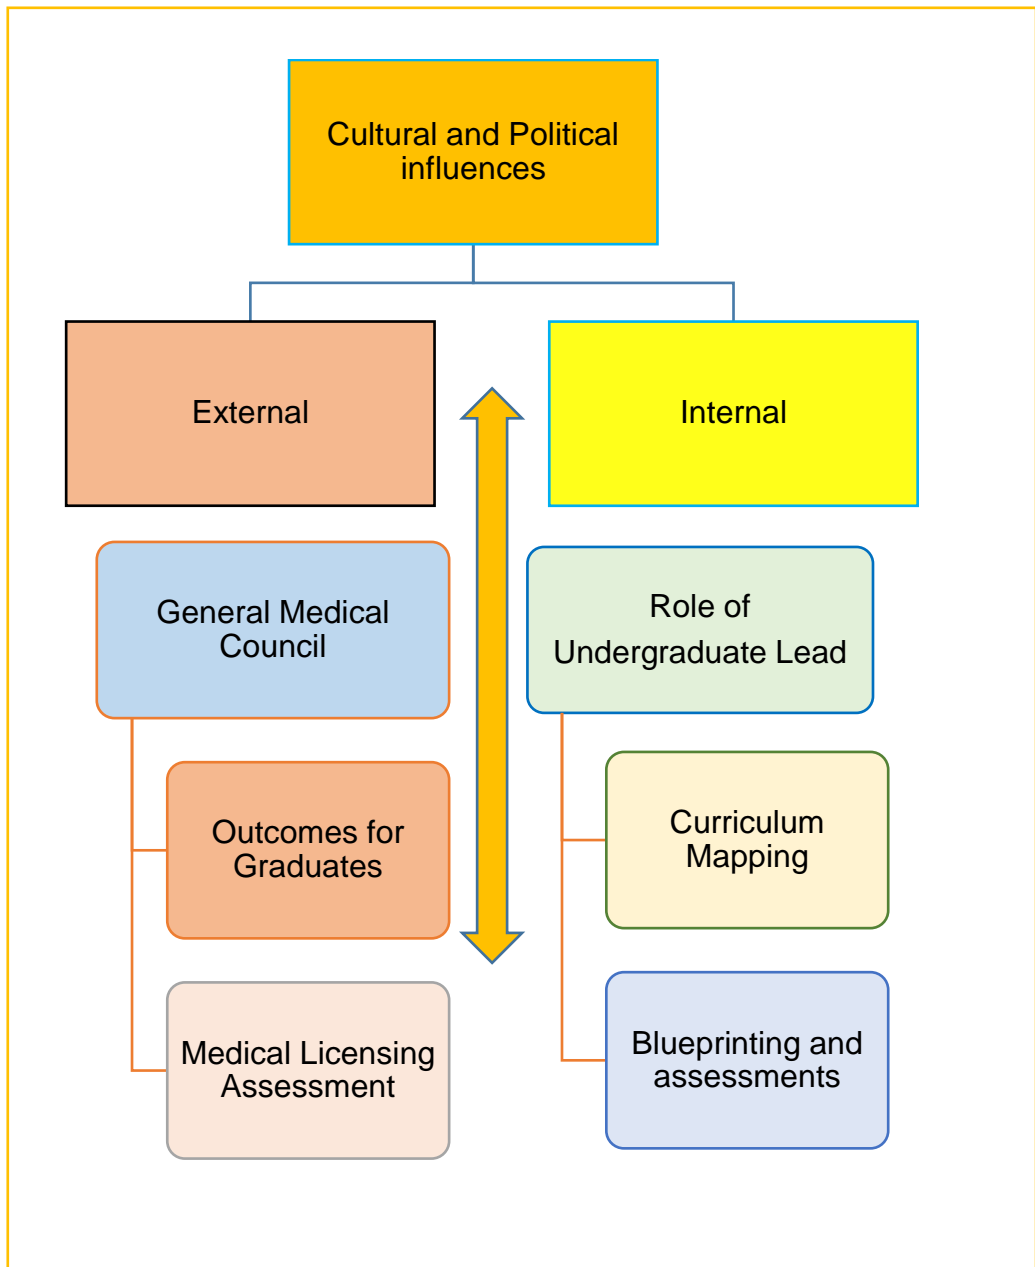 Cultural and Political
influences
External
Internal
General Medical
Council
Role of
Undergraduate Lead
Outcomes for
Graduates
Curriculum
Mapping
Medical Licensing
Assessment
Blueprinting and
assessments